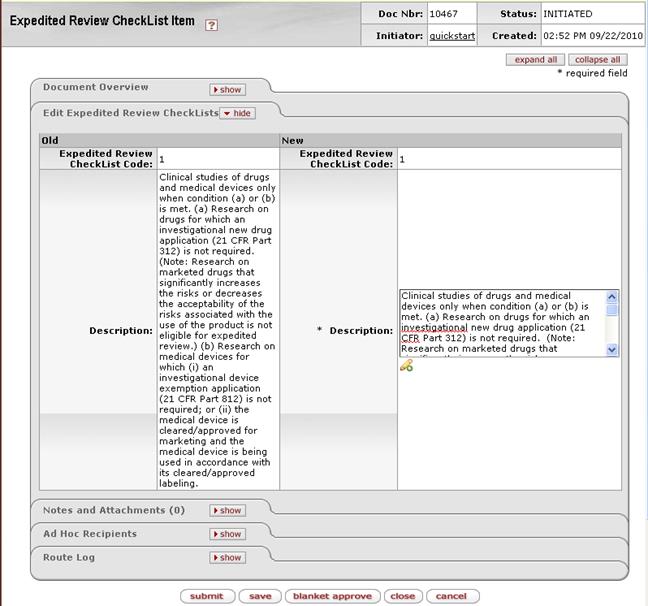 Expedited Review CheckList Item ?
Doc Nbr: 10467 Status: INITIATED
Initiator: quickstart Created: 02:52 PM 09/22/2010
expand all collapse all
* required field
Document Overview show
Edit Expedited Review CheckLists hide
Old New
Expedited Review CheckList Code: 1
Expedited Review CheckList Code: 1
Description:
Clinical studies of drugs
and medical devices only
when condition (a) or (b)
is met. (a) Research on
drugs for which an
investigational new drug
application (21 CFR Part
312) is not required.
(Note: Research on
marketed drugs that
significantly increases
the risks or decreases
the acceptability of the
risks associated with the
use of the product is not
eligible for expedited
review.) (b) Research on
medical devices for
which (i) an
investigational device
exemption application
(21 CFR Part 812) is not
required; or (ii) the
medical device is
cleared/approved for
marketing and the
medical device is being
used in accordance with
its cleared/approved
labeling.
* Description:
Clinical studies of drugs and medical
devices only when condition (a) or (b) is
met. (a) Research on drugs for which an
investigational new drug application (21
CFR Part 312) is not required. (Note:
Research on marketed drugs that
Notes and Attachments (0) show
Ad Hoc Recipients show
Route Log show
submit save blanket approve close cancel